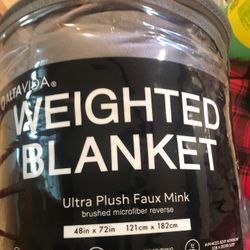 ALTAVIDA®
WEIGHTED
BLANKET
Ultra Plush Faux Mink
brushed microfiber reverse
48in x 72in 121cm x 182cm